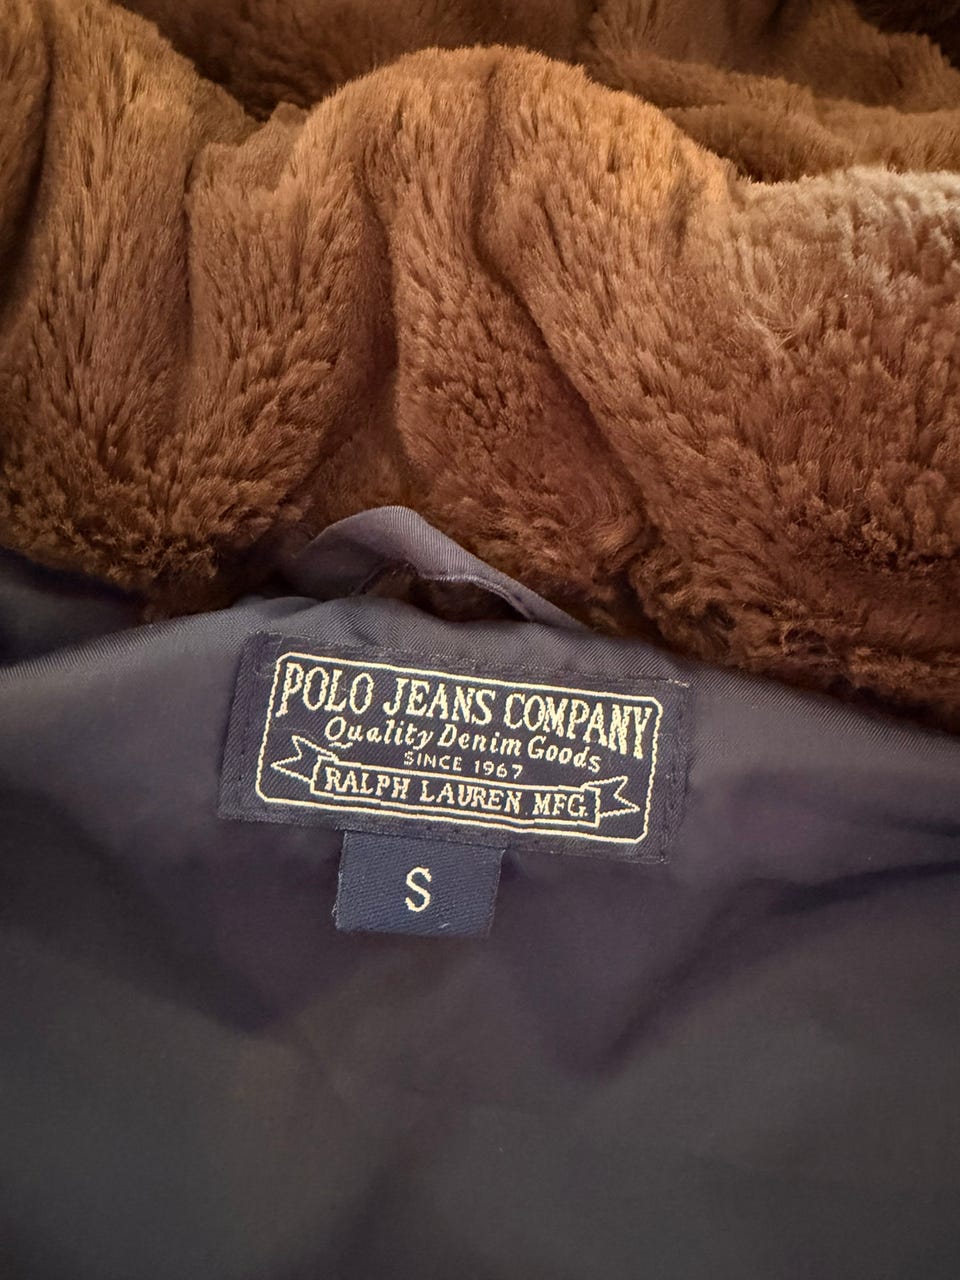 POLO JEANS COMPANY
Quality Denim Goods
SINCE 1967
RALPH LAUREN MFG.
S